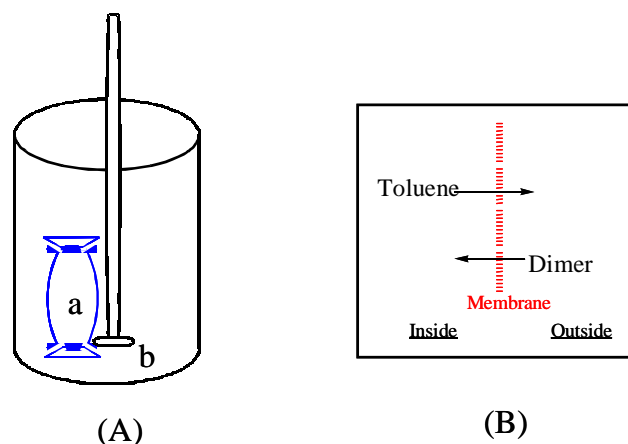 a
b
(A)
Toluene
Dimer
Membrane
Inside Outside
(B)